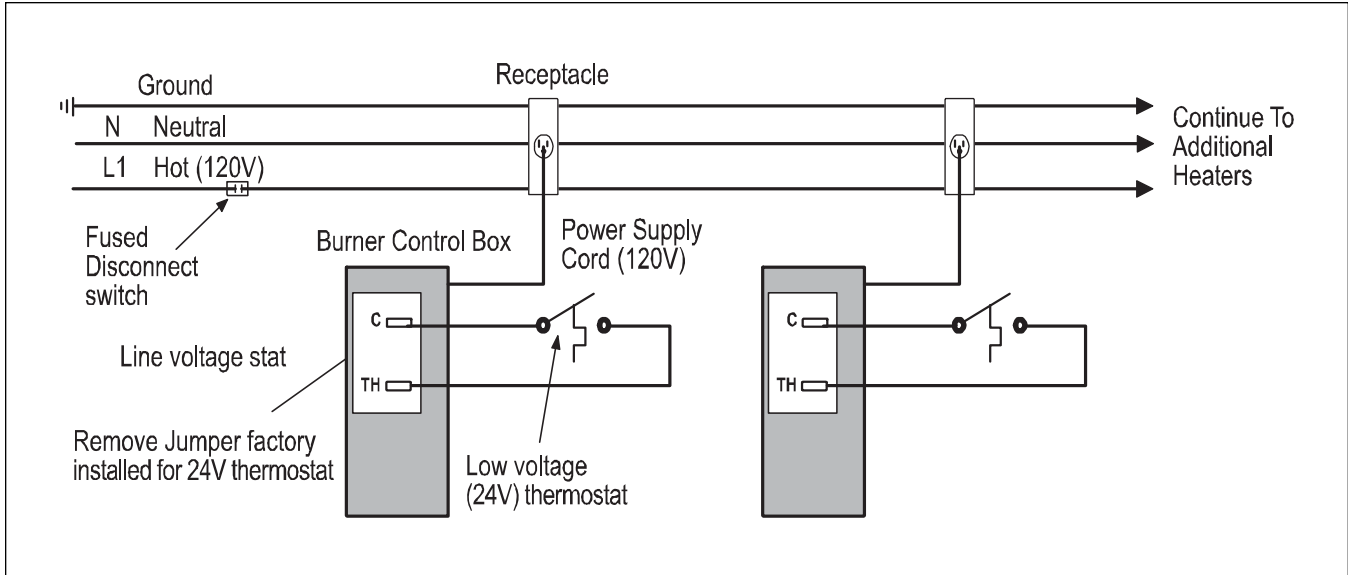 Ground
Receptacle
N Neutral
L1 Hot (120V)
Continue To
Additional
Heaters
Fused
Disconnect
switch
Burner Control Box
Power Supply
Cord (120V)
C
TH
C
TH
Line voltage stat
Remove Jumper factory
installed for 24V thermostat
Low voltage
(24V) thermostat